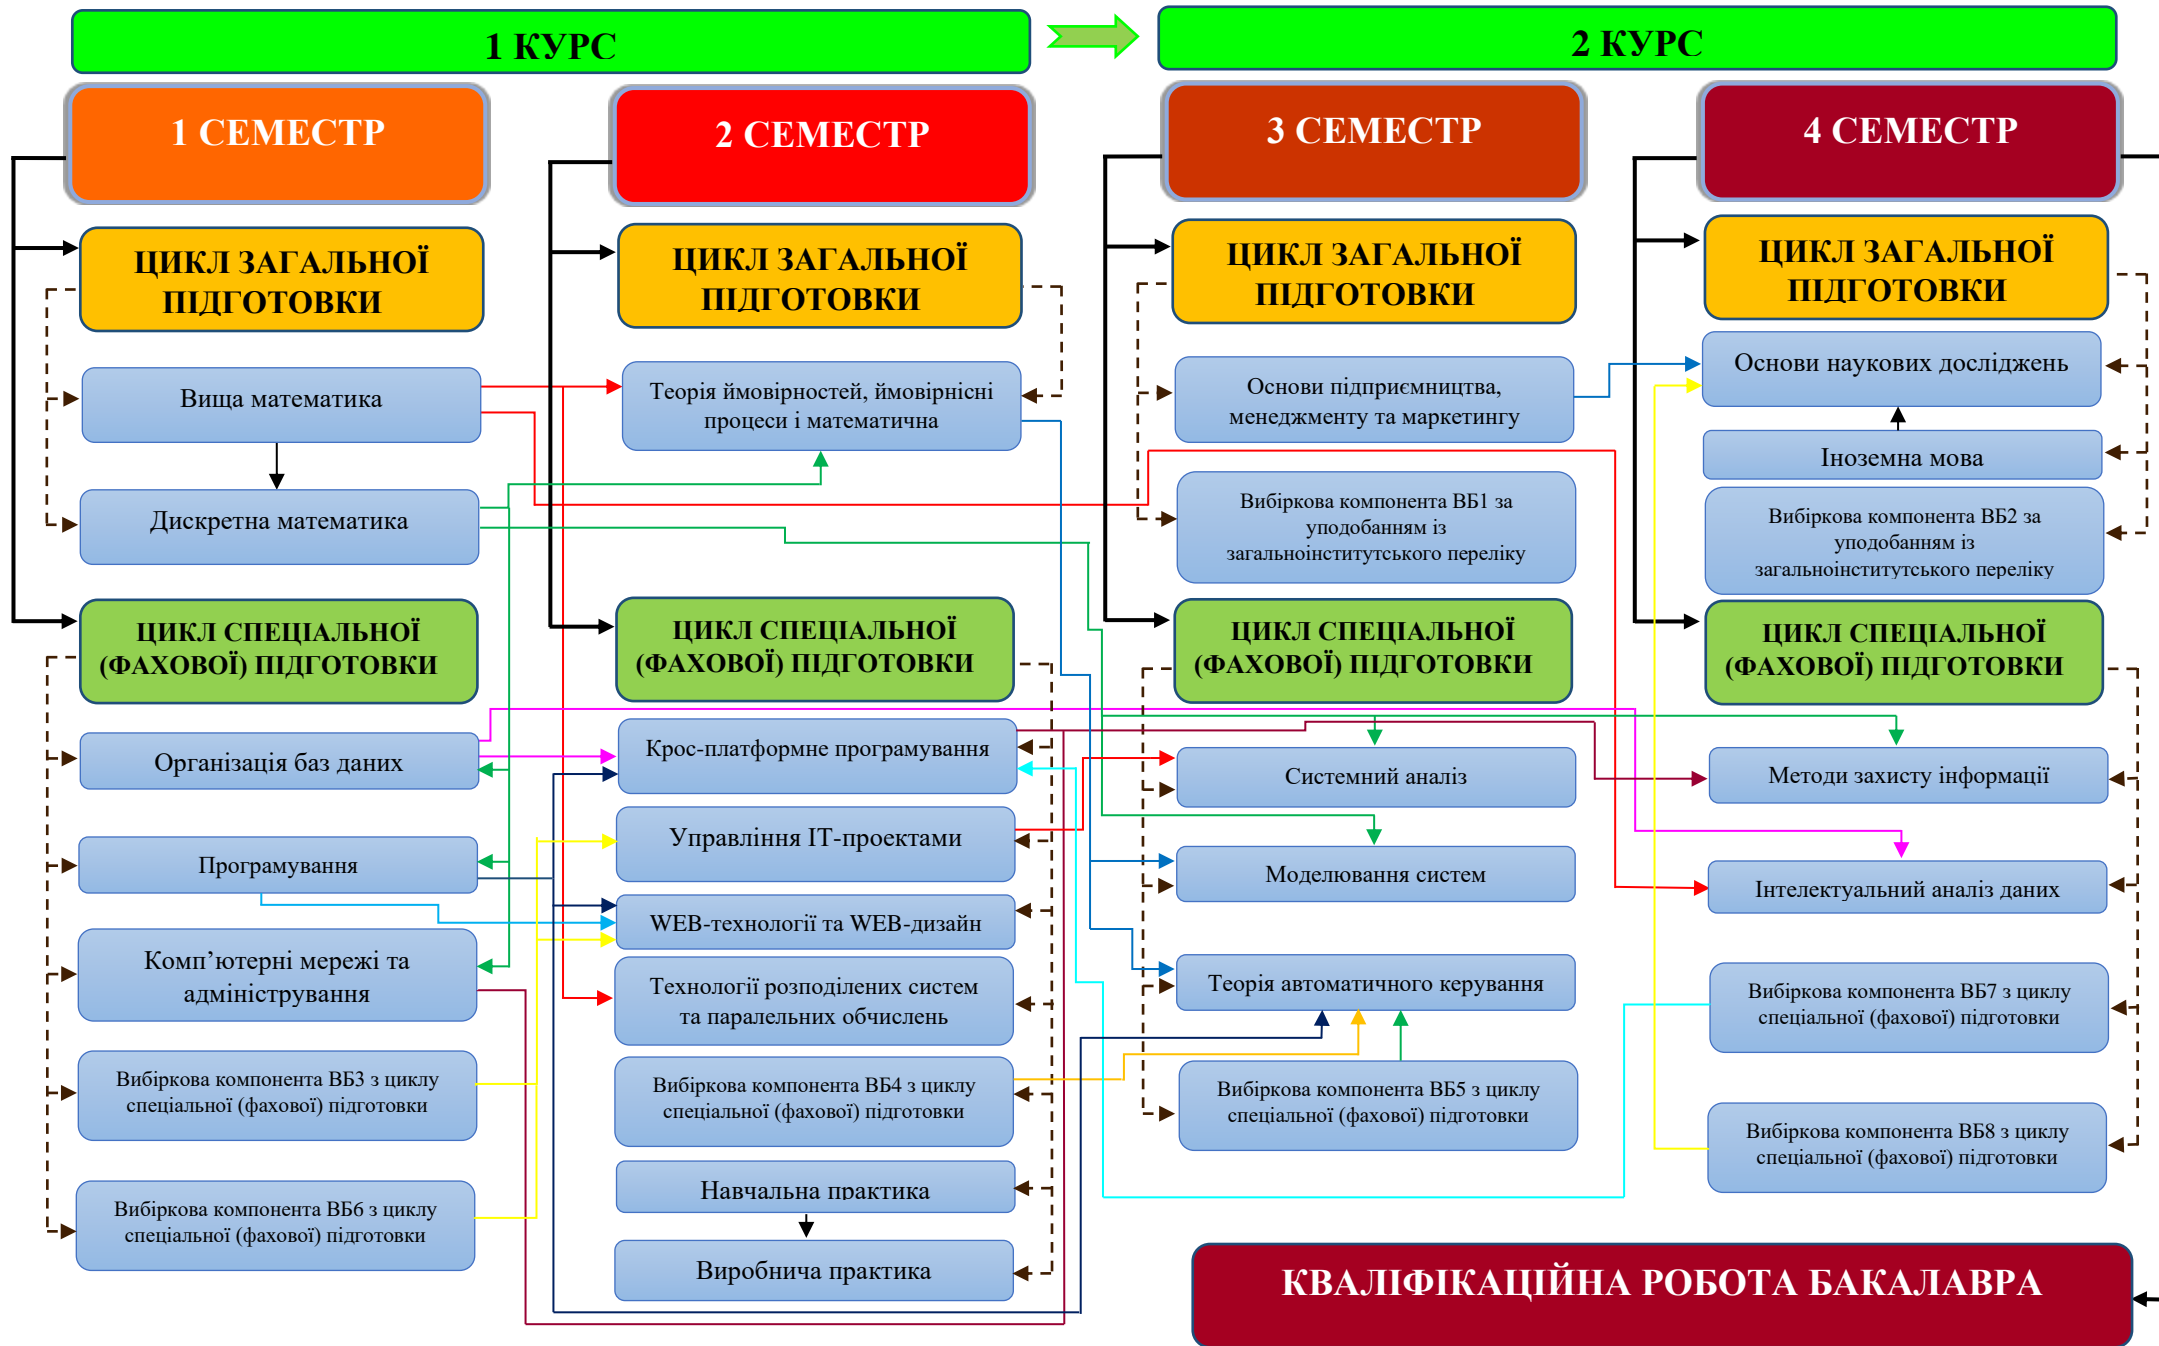 1 КУРС
2 КУРС
1 СЕМЕСТР
2 СЕМЕСТР
3 СЕМЕСТР
4 СЕМЕСТР
ЦИКЛ ЗАГАЛЬНОЇ
ПІДГОТОВКИ
Вища математика
Дискретна математика
ЦИКЛ СПЕЦІАЛЬНОЇ
(ФАХОВОЇ) ПІДГОТОВКИ
Організація баз даних
Програмування
Комп’ютерні мережі та
адміністрування
Вибіркова компонента ВБ3 з циклу
спеціальної (фахової) підготовки
Вибіркова компонента ВБ6 з циклу
спеціальної (фахової) підготовки
ЦИКЛ ЗАГАЛЬНОЇ
ПІДГОТОВКИ
Теорія ймовірностей, ймовірнісні
процеси і математична
ЦИКЛ СПЕЦІАЛЬНОЇ
(ФАХОВОЇ) ПІДГОТОВКИ
Крос-платформне програмування
Управління ІТ-проектами
WEB-технології та WEB-дизайн
Технології розподілених систем
та паралельних обчислень
Вибіркова компонента ВБ4 з циклу
спеціальної (фахової) підготовки
Навчальна практика
Виробнича практика
ЦИКЛ ЗАГАЛЬНОЇ
ПІДГОТОВКИ
Основи підприємництва,
менеджменту та маркетингу
Вибіркова компонента ВБ1 за
уподобанням із
загальноінститутського переліку
ЦИКЛ СПЕЦІАЛЬНОЇ
(ФАХОВОЇ) ПІДГОТОВКИ
Системний аналіз
Моделювання систем
Теорія автоматичного керування
Вибіркова компонента ВБ5 з циклу
спеціальної (фахової) підготовки
ЦИКЛ ЗАГАЛЬНОЇ
ПІДГОТОВКИ
Основи наукових досліджень
Іноземна мова
Вибіркова компонента ВБ2 за
уподобанням із
загальноінститутського переліку
ЦИКЛ СПЕЦІАЛЬНОЇ
(ФАХОВОЇ) ПІДГОТОВКИ
Методи захисту інформації
Інтелектуальний аналіз даних
Вибіркова компонента ВБ7 з циклу
спеціальної (фахової) підготовки
Вибіркова компонента ВБ8 з циклу
спеціальної (фахової) підготовки
КВАЛІФІКАЦІЙНА РОБОТА БАКАЛАВРА